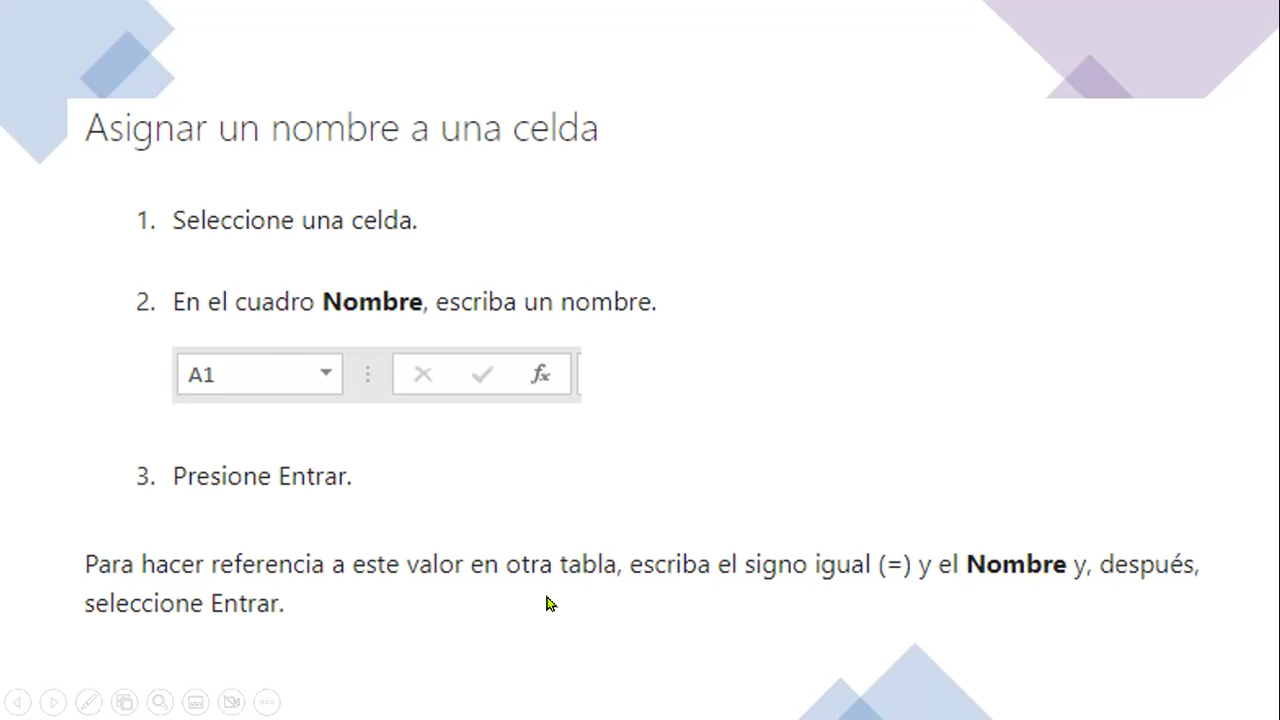 Asignar un nombre a una celda
1. Seleccione una celda.
2. En el cuadro Nombre, escriba un nombre.
A1 fx
3. Presione Entrar.
Para hacer referencia a este valor en otra tabla, escriba el signo igual (=) y el Nombre y, después,
seleccione Entrar.